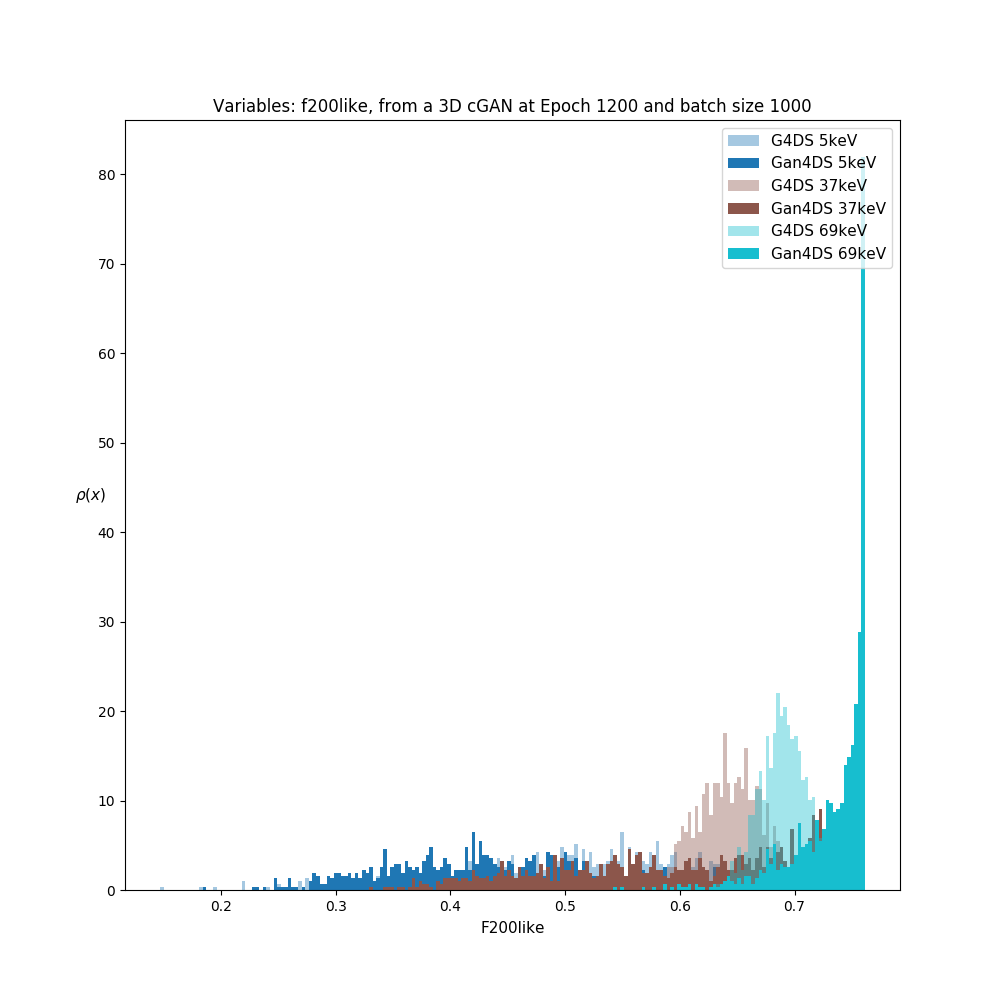 Variables: f200like, from a 3D cGAN at Epoch 1200 and batch size 1000
G4DS 5keV
Gan4DS 5keV
G4DS 37keV
Gan4DS 37keV
G4DS 69keV
Gan4DS 69keV
80
70
60
50
ρ(x)
40
30
20
10
0
0.2 0.3 0.4 0.5 0.6 0.7
F200like